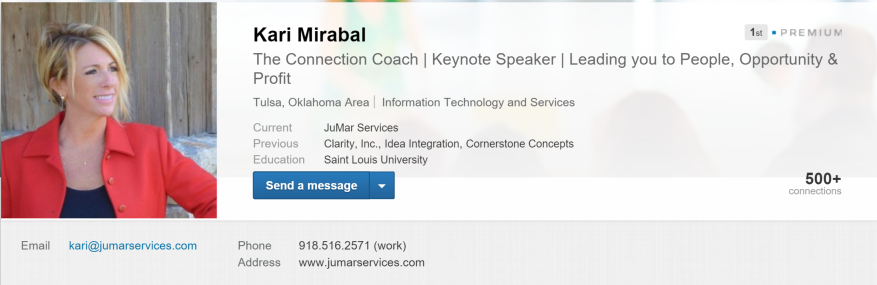 Kari Mirabal
1st PREMIUM
The Connection Coach | Keynote Speaker | Leading you to People, Opportunity &
Profit
Tulsa, Oklahoma Area | Information Technology and Services
Current JuMar Services
Previous Clarity, Inc., Idea Integration, Cornerstone Concepts
Education Saint Louis University
Send a message
500+
connections
Email kari@jumarservices.com Phone 918.516.2571 (work)
Address www.jumarservices.com